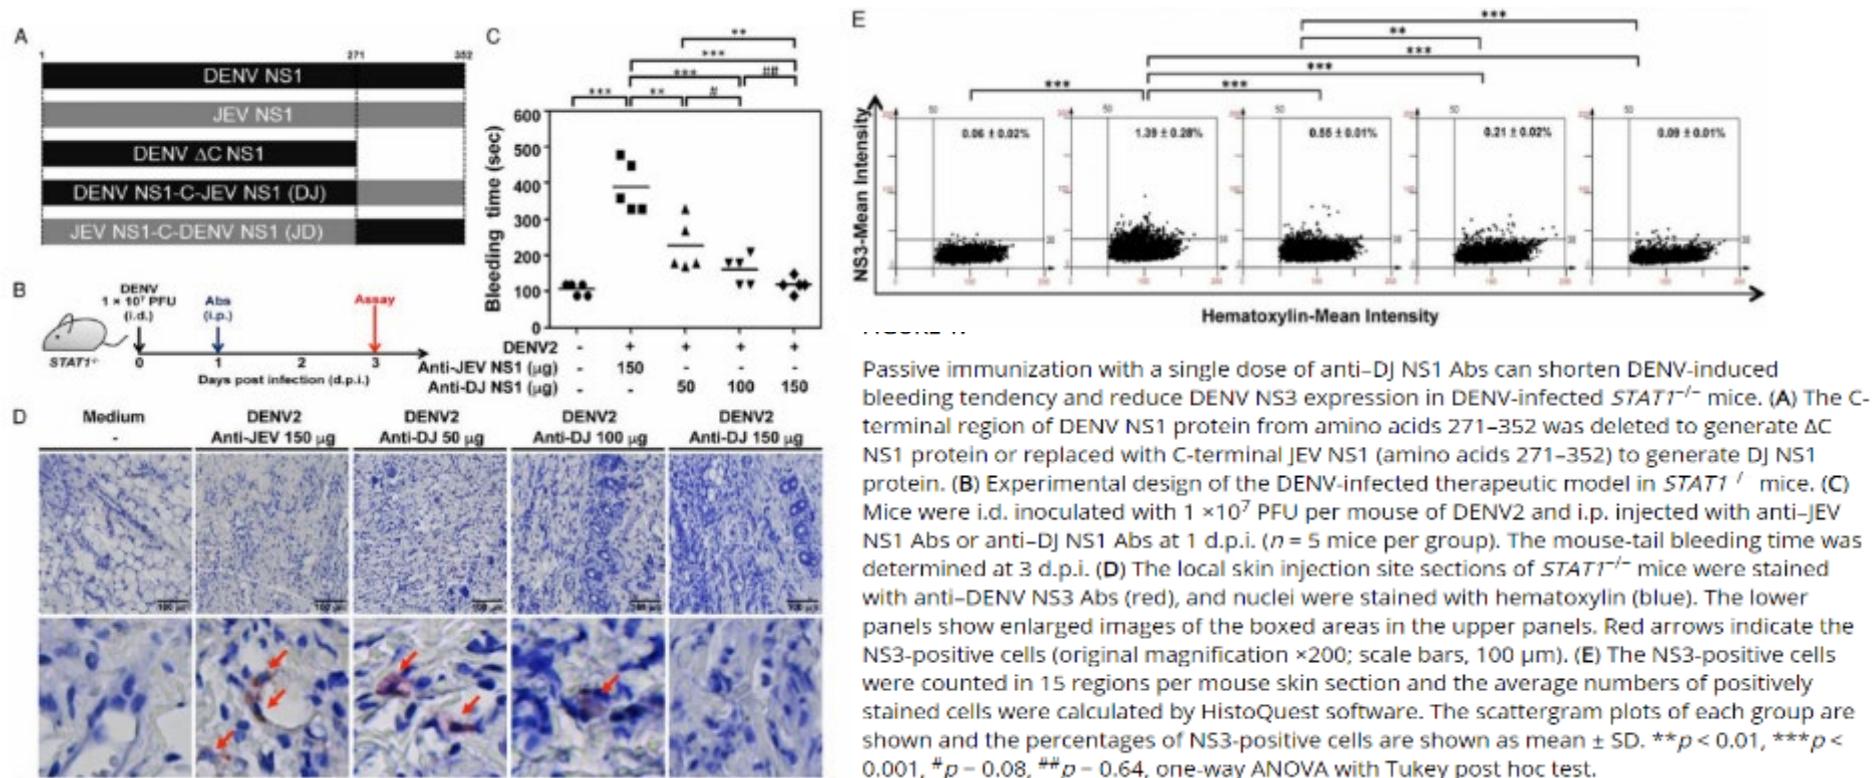 A
1 271 352
DENV NS1
JEV NS1
DENV ΔC NS1
DENV NS1-C-JEV NS1 (DJ)
JEV NS1-C-DENV NS1 (JD)
B
DENV
1 × 10⁷ PFU
(i.d.)
Abs
(i.p.)
Assay
STAT1-/-
0 1 2 3
Days post infection (d.p.i.)
C
**
***
*** ##
*** ** #
Bleeding time (sec)
600
500
400
300
200
100
0
DENV2 - + + + +
Anti-JEV NS1 (µg) - 150 - - -
Anti-DJ NS1 (µg) - - 50 100 150
D
Medium DENV2 DENV2 DENV2 DENV2
- Anti-JEV 150 µg Anti-DJ 50 µg Anti-DJ 100 µg Anti-DJ 150 µg
100 µm 100 µm 100 µm 100 µm 100 µm
E
***
**
***
***
*** ***
NS3-Mean Intensity
50 50 50 50 50
0.06 ± 0.02% 1.39 ± 0.28% 0.55 ± 0.01% 0.21 ± 0.02% 0.09 ± 0.01%
Hematoxylin-Mean Intensity
Passive immunization with a single dose of anti–DJ NS1 Abs can shorten DENV-induced
bleeding tendency and reduce DENV NS3 expression in DENV-infected STAT1−/− mice. (A) The C-
terminal region of DENV NS1 protein from amino acids 271–352 was deleted to generate ΔC
NS1 protein or replaced with C-terminal JEV NS1 (amino acids 271–352) to generate DJ NS1
protein. (B) Experimental design of the DENV-infected therapeutic model in STAT1 / mice. (C)
Mice were i.d. inoculated with 1 ×10⁷ PFU per mouse of DENV2 and i.p. injected with anti–JEV
NS1 Abs or anti–DJ NS1 Abs at 1 d.p.i. (n = 5 mice per group). The mouse-tail bleeding time was
determined at 3 d.p.i. (D) The local skin injection site sections of STAT1−/− mice were stained
with anti–DENV NS3 Abs (red), and nuclei were stained with hematoxylin (blue). The lower
panels show enlarged images of the boxed areas in the upper panels. Red arrows indicate the
NS3-positive cells (original magnification ×200; scale bars, 100 µm). (E) The NS3-positive cells
were counted in 15 regions per mouse skin section and the average numbers of positively
stained cells were calculated by HistoQuest software. The scattergram plots of each group are
shown and the percentages of NS3-positive cells are shown as mean ± SD. **p < 0.01, ***p <
0.001, #p – 0.08, ##p – 0.64, one-way ANOVA with Tukey post hoc test.